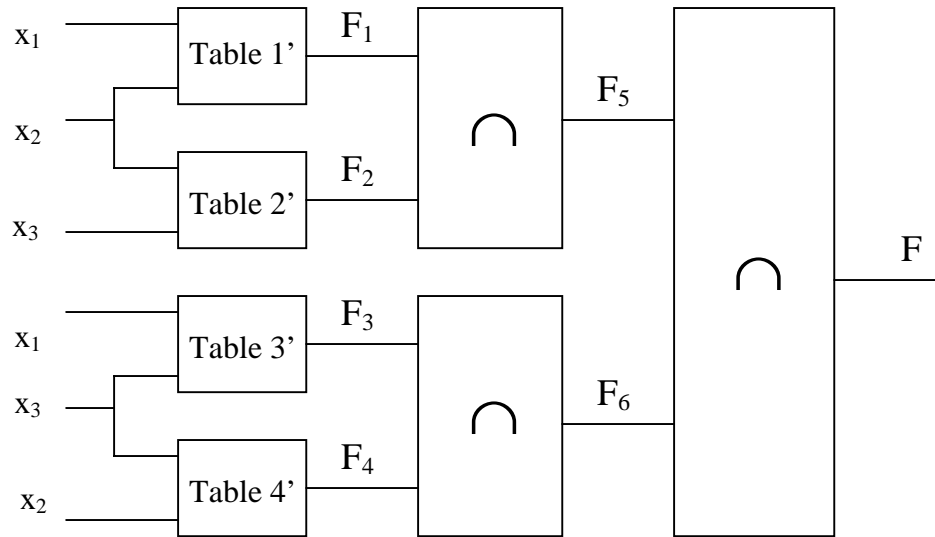 x₁
Table 1’
F₁
x₂
∩
F₅
Table 2’
F₂
x₃
∩
F
x₁
Table 3’
F₃
x₃
∩
F₆
Table 4’
F₄
x₂